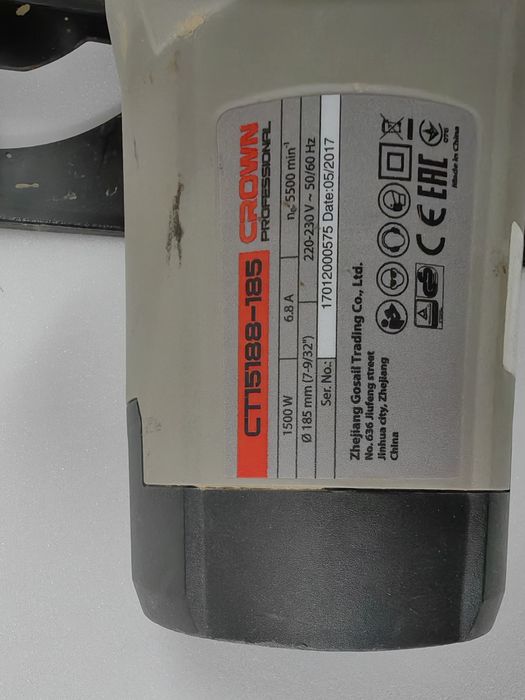 CT15188-185 CROWN
PROFESSIONAL
1500 W 6.8 A n₀ 5500 min⁻¹
Ø 185 mm (7-9/32") 220-230 V ~ 50/60 Hz
Ser. No.: 17012000575 Date:05/2017
Zhejiang Gosail Trading Co., Ltd.
No. 636 Jiufeng street
Jinhua city, Zhejiang
China
CE EAC
Made in China